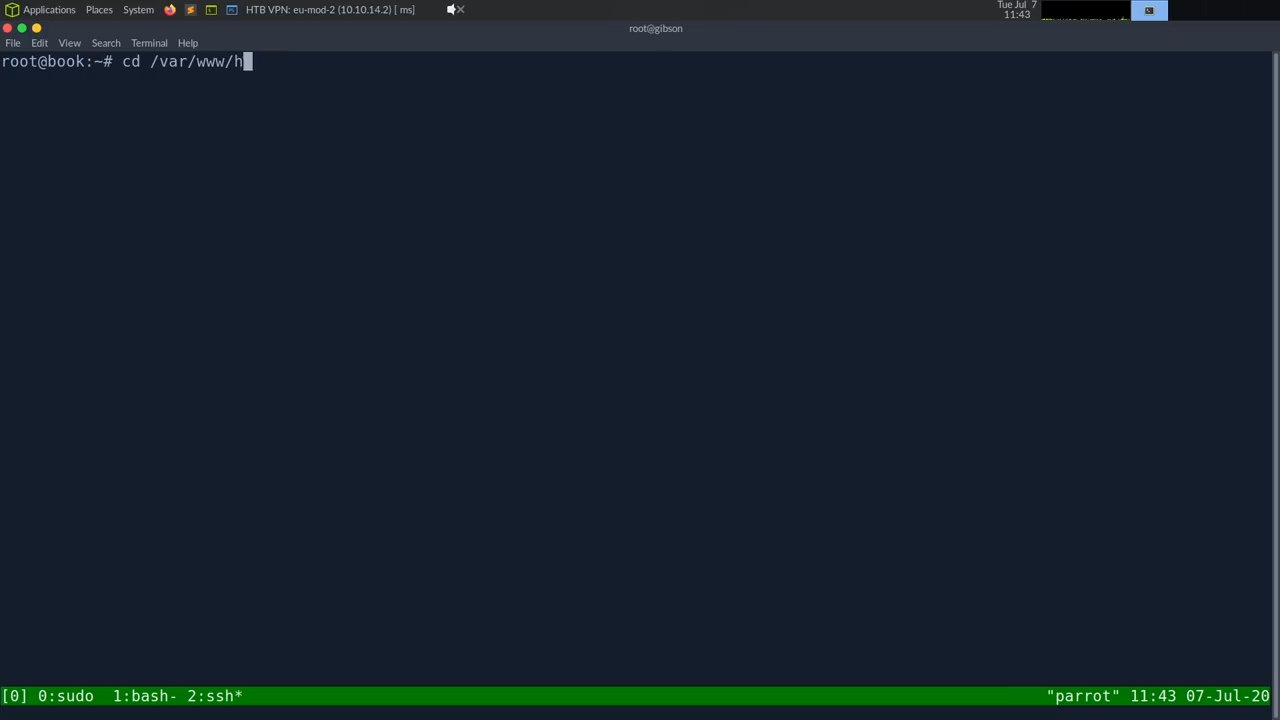 Applications Places System HTB VPN: eu-mod-2 (10.10.14.2) [ ms] Tue Jul 7
11:43
root@gibson
File Edit View Search Terminal Help
root@book:~# cd /var/www/h
[0] 0:sudo 1:bash- 2:ssh* "parrot" 11:43 07-Jul-20